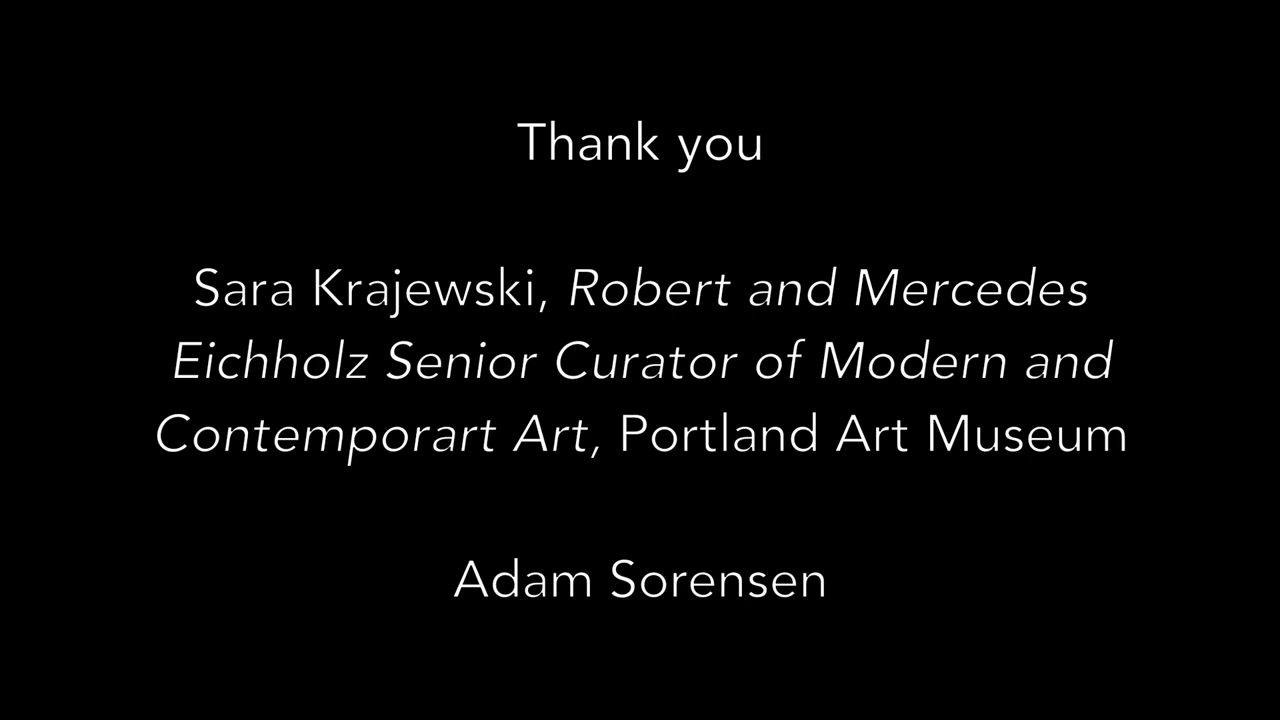 Thank you
Sara Krajewski, Robert and Mercedes
Eichholz Senior Curator of Modern and
Contemporart Art, Portland Art Museum
Adam Sorensen